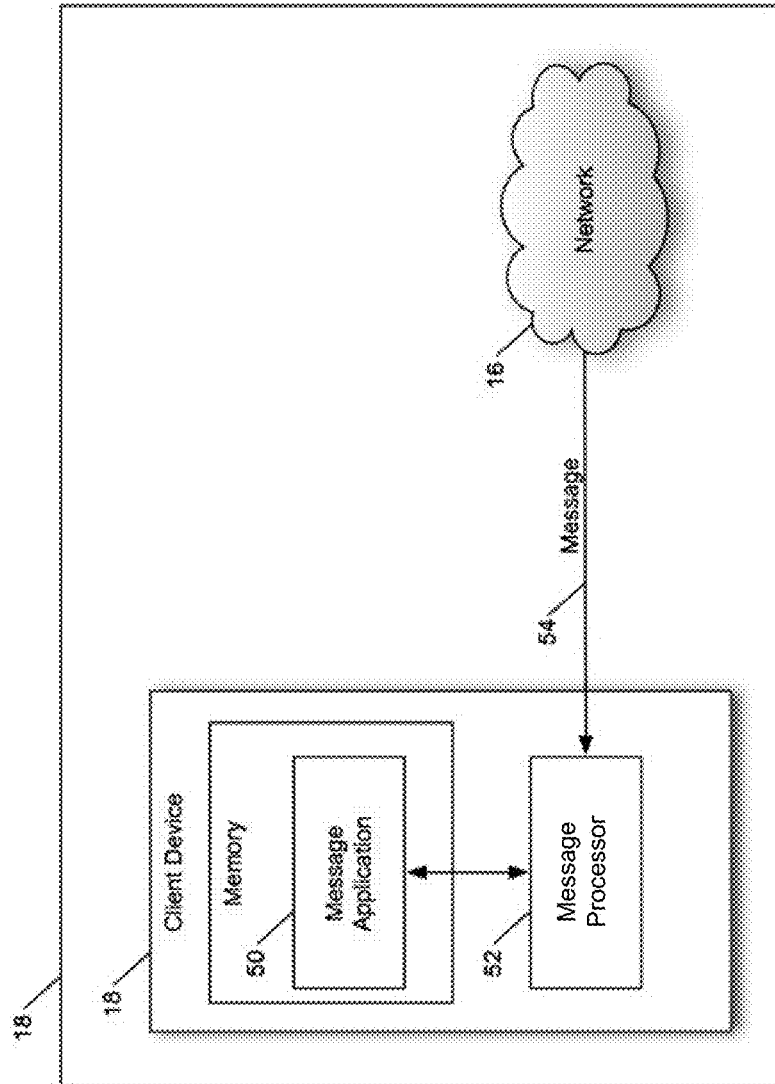 18
18
Client Device
Memory
50
Message
Application
52
Message
Processor
54
Message
16
Network